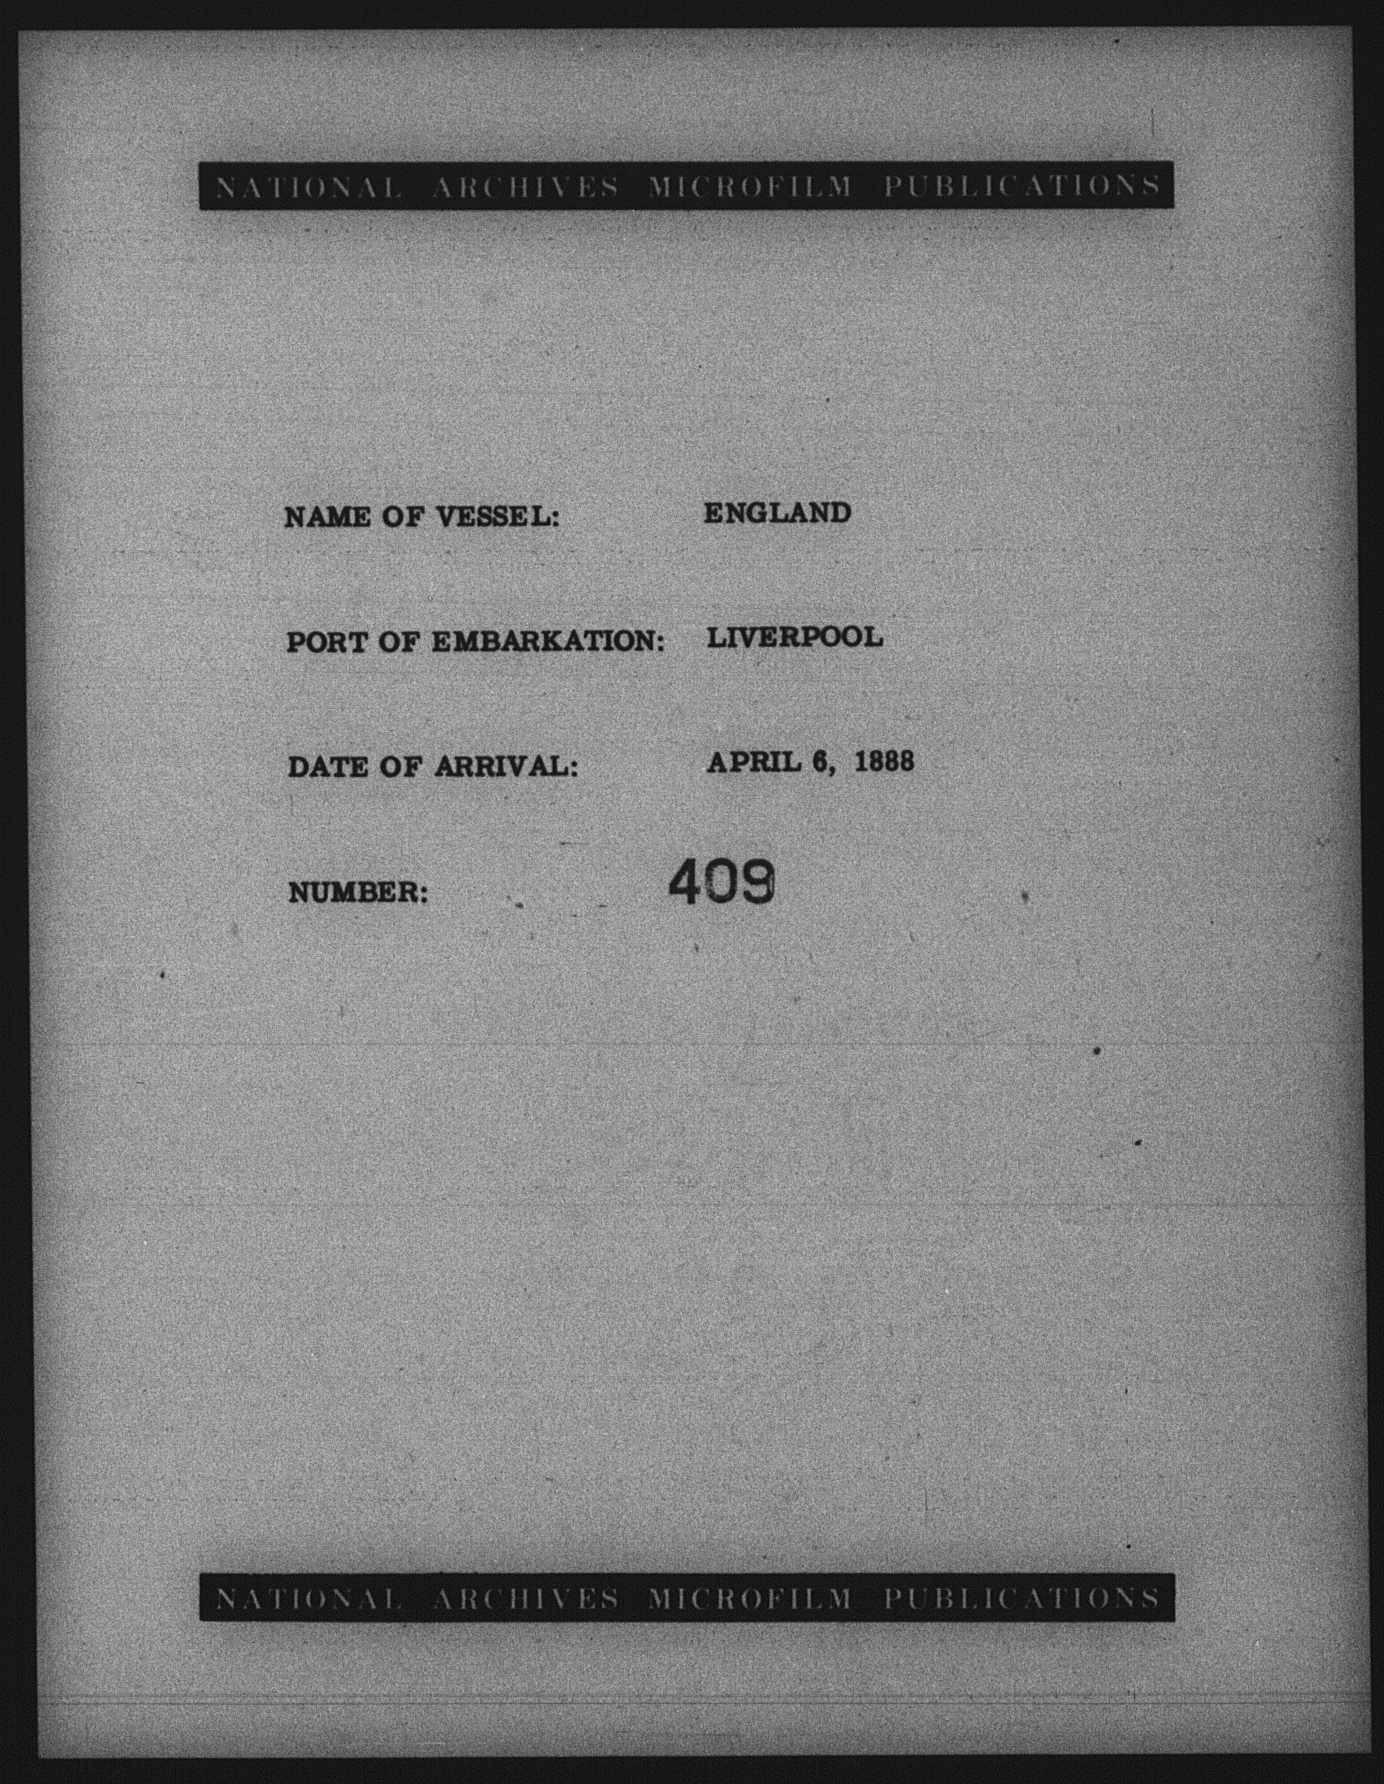 NATIONAL ARCHIVES MICROFILM PUBLICATIONS
NAME OF VESSEL: ENGLAND
PORT OF EMBARKATION: LIVERPOOL
DATE OF ARRIVAL: APRIL 6, 1888
NUMBER: 409
NATIONAL ARCHIVES MICROFILM PUBLICATIONS